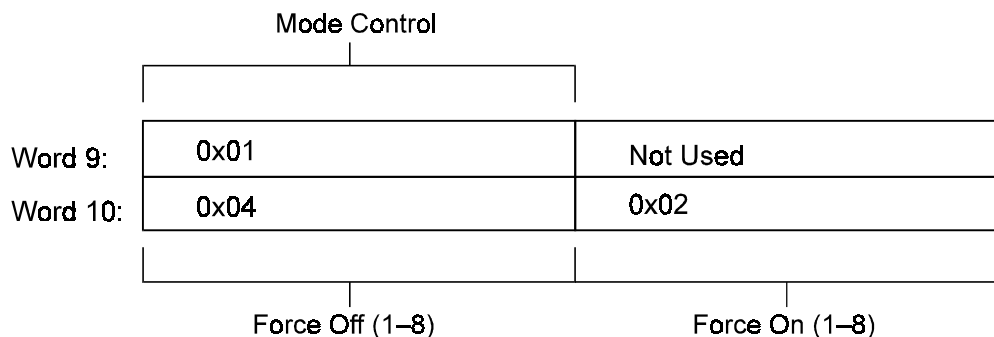 Mode Control
Word 9: 0x01 Not Used
Word 10: 0x04 0x02
Force Off (1–8) Force On (1–8)